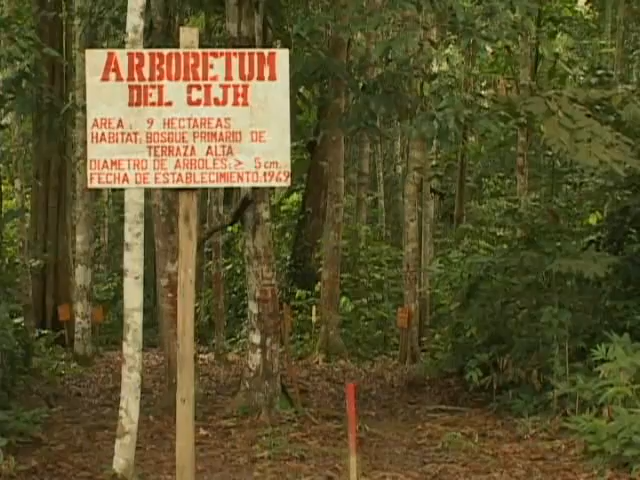 ARBORETUM
DEL CIJH
AREA : 9 HECTAREAS
HABITAT: BOSQUE PRIMARIO DE
TERRAZA ALTA
DIAMETRO DE ARBOLES: ≥ 5 cm.
FECHA DE ESTABLECIMIENTO: 1969